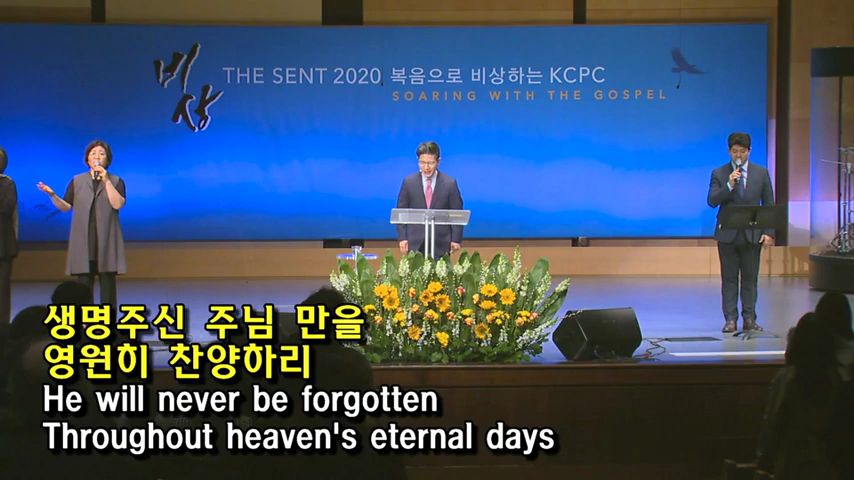 비상
THE SENT 2020, 복음으로 비상하는 KCPC
SOARING WITH THE GOSPEL
생명주신 주님 만을
영원히 찬양하리
He will never be forgotten
Throughout heaven's eternal days